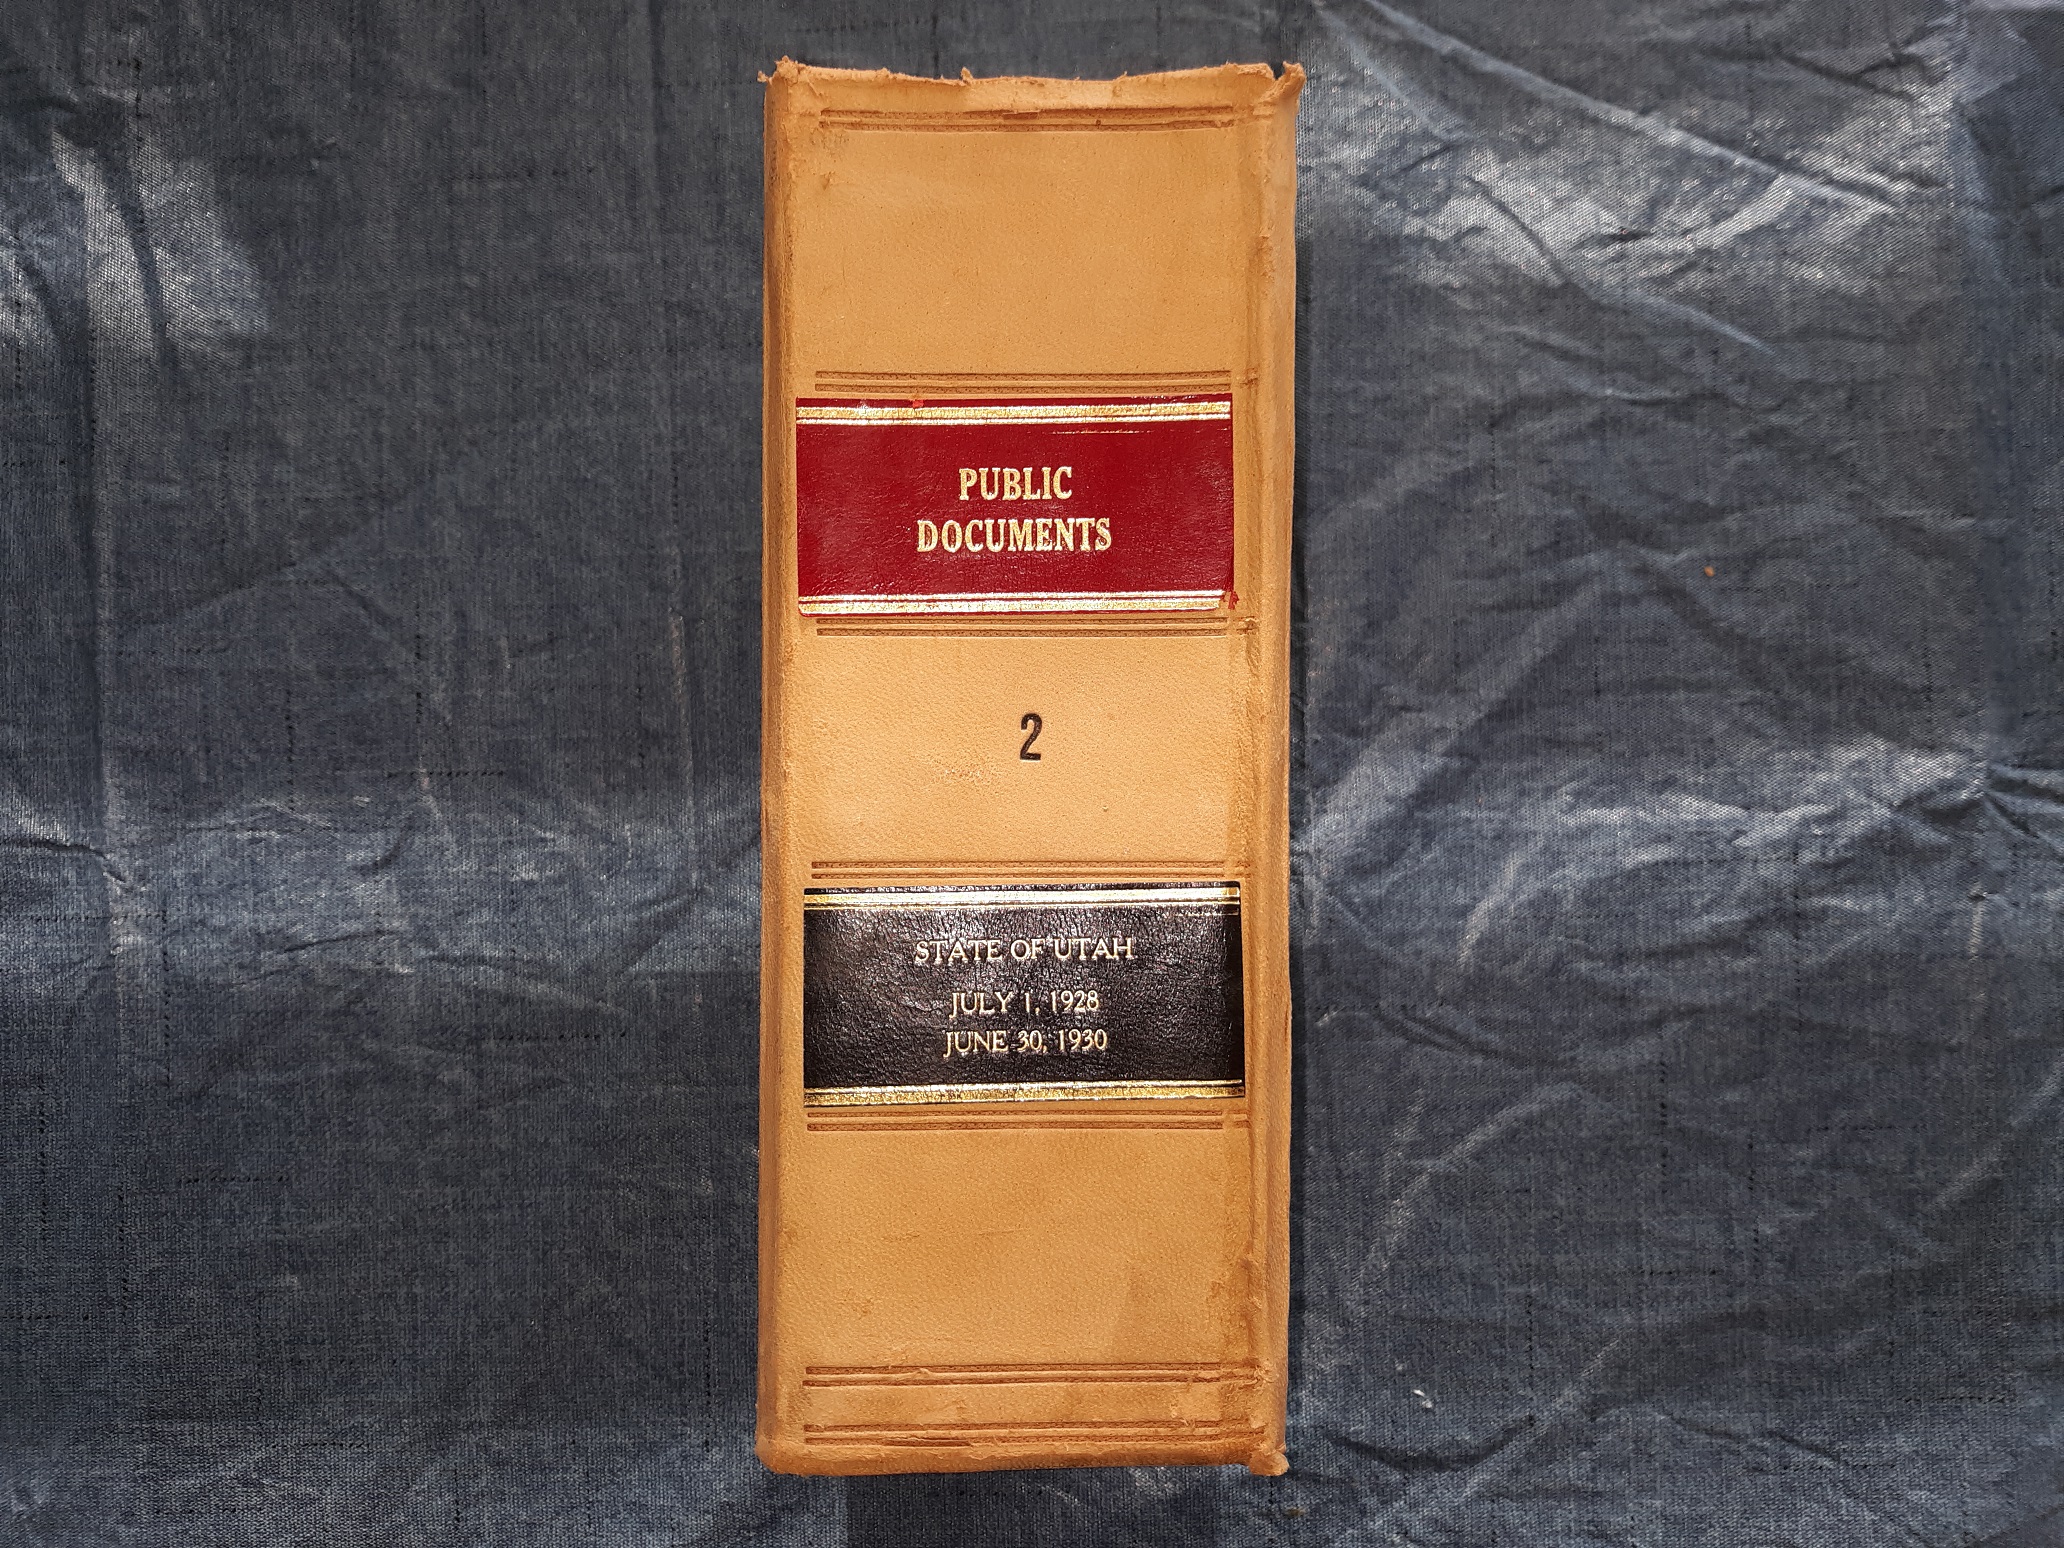 PUBLIC
DOCUMENTS
2
STATE OF UTAH
JULY 1, 1928
JUNE 30, 1930